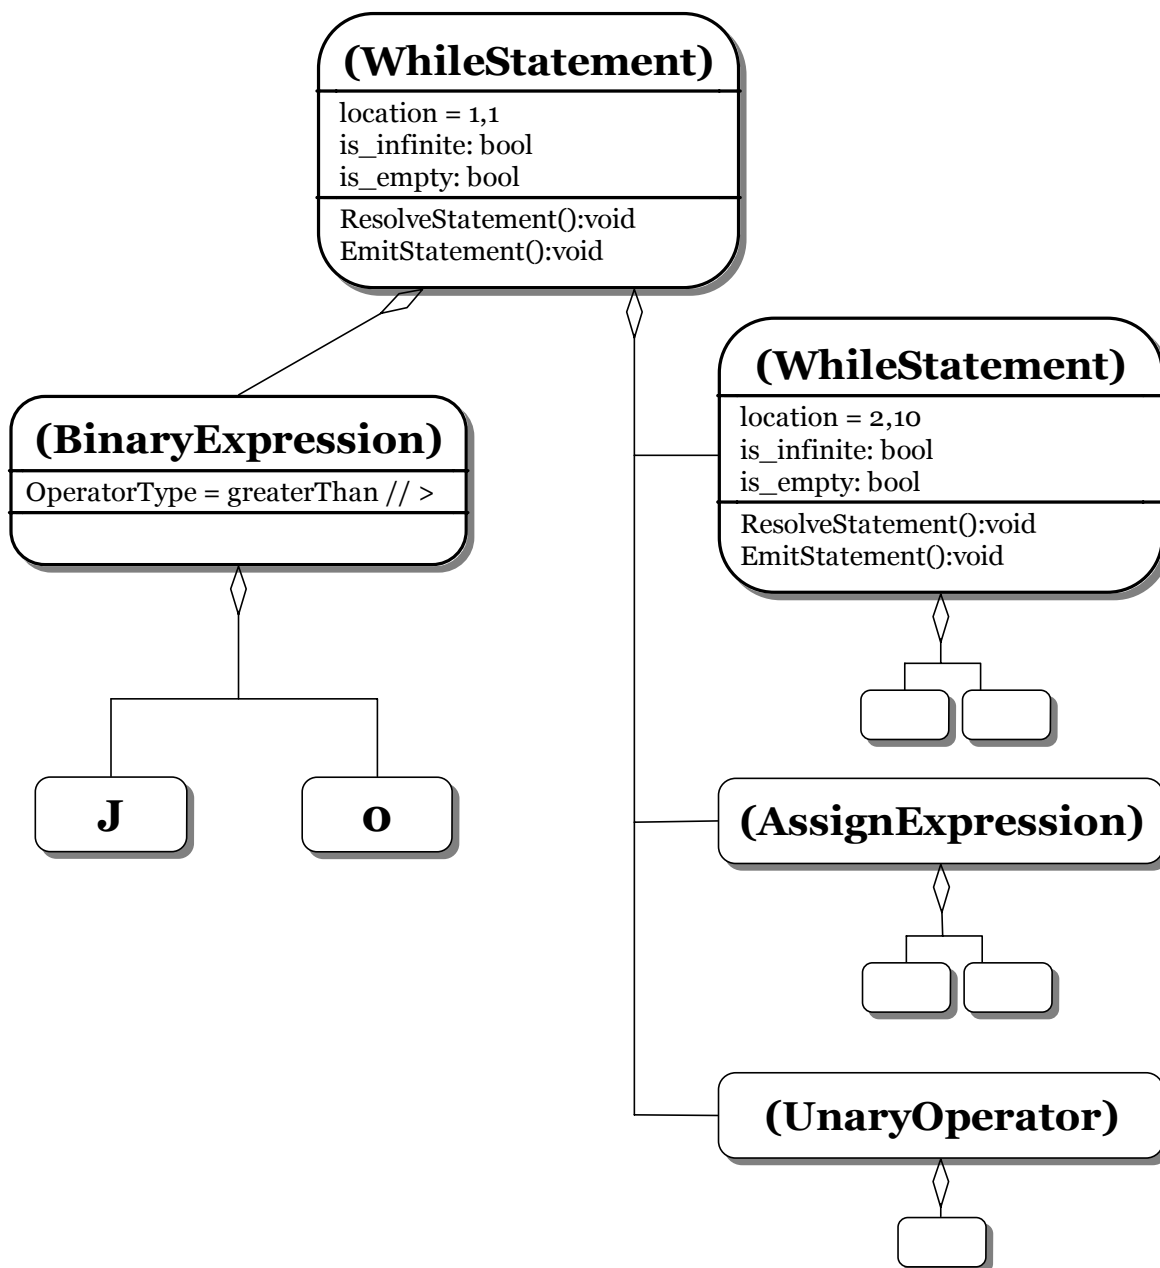 (WhileStatement)
location = 1,1
is_infinite: bool
is_empty: bool
ResolveStatement():void
EmitStatement():void
(BinaryExpression)
OperatorType = greaterThan // >
J
0
(WhileStatement)
location = 2,10
is_infinite: bool
is_empty: bool
ResolveStatement():void
EmitStatement():void
(AssignExpression)
(UnaryOperator)